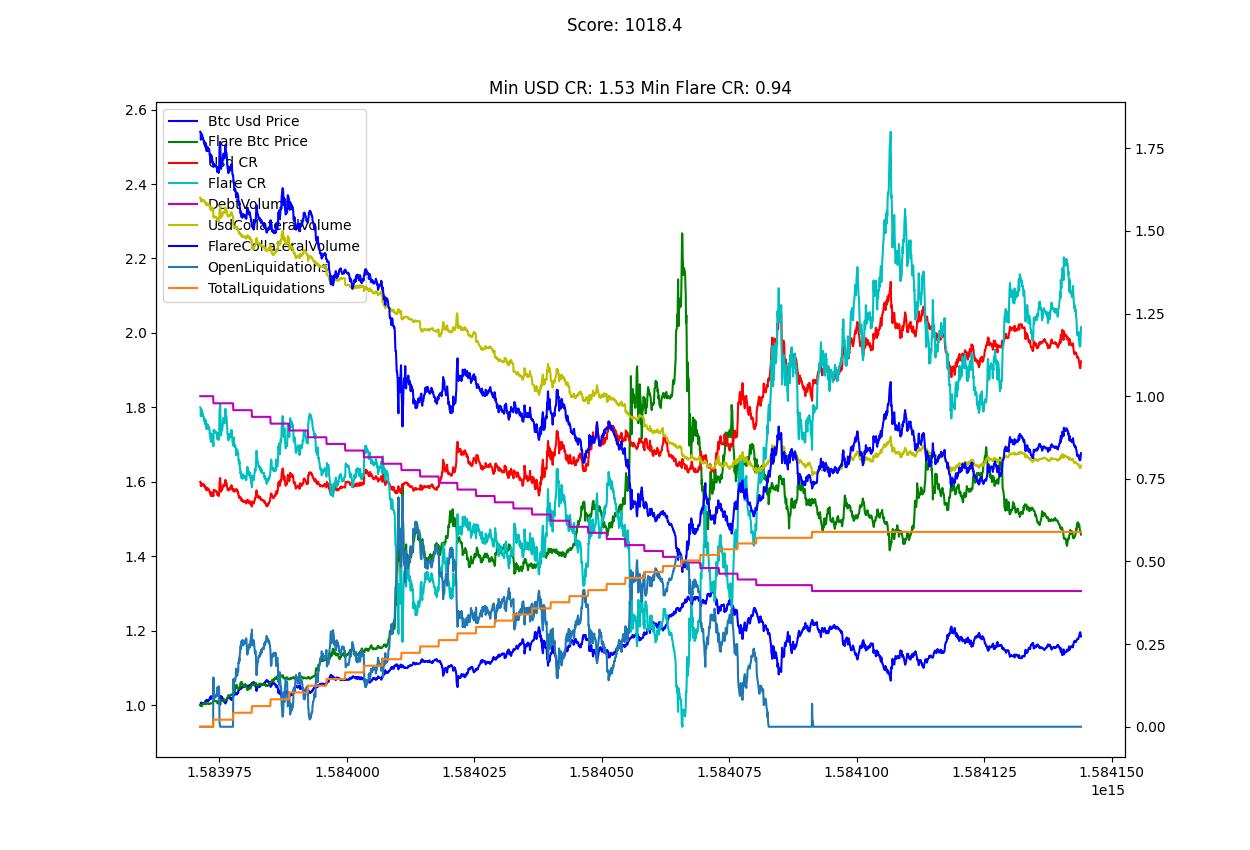 Score: 1018.4
Min USD CR: 1.53 Min Flare CR: 0.94
Btc Usd Price
Flare Btc Price
Usd CR
Flare CR
DebtVolume
UsdCollateralVolume
FlareCollateralVolume
OpenLiquidations
TotalLiquidations
2.6
2.4
2.2
2.0
1.8
1.6
1.4
1.2
1.0
1.75
1.50
1.25
1.00
0.75
0.50
0.25
0.00
1.583975 1.584000 1.584025 1.584050 1.584075 1.584100 1.584125 1.584150
1e15